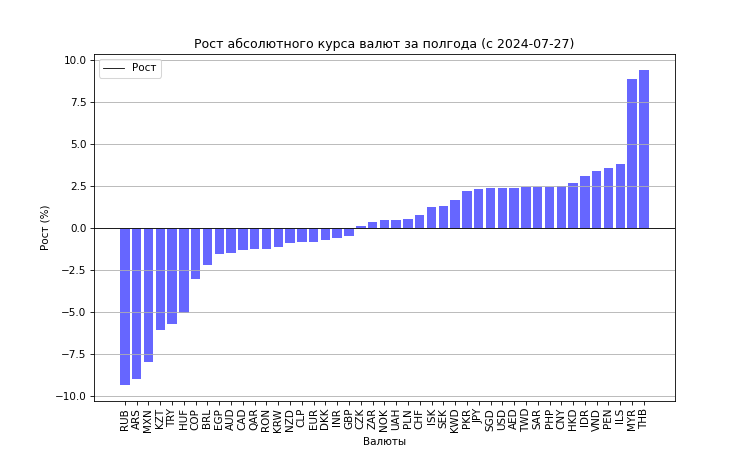 Рост абсолютного курса валют за полгода (с 2024-07-27)
Рост
10.0
7.5
5.0
2.5
0.0
−2.5
−5.0
−7.5
−10.0
Рост (%)
RUB ARS MXN KZT TRY HUF COP BRL EGP AUD CAD QAR RON KRW NZD CLP EUR DKK INR GBP CZK ZAR NOK UAH PLN CHF ISK SEK KWD PKR JPY SGD USD AED TWD SAR PHP CNY HKD IDR VND PEN ILS MYR THB
Валюты